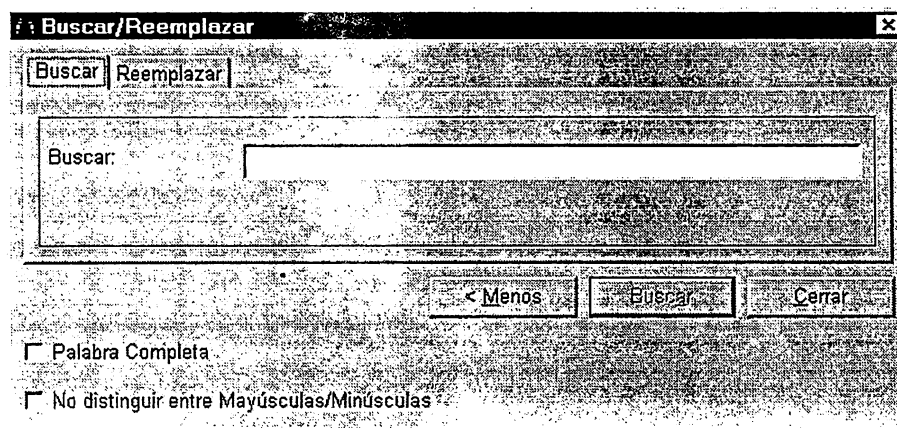 Buscar/Reemplazar
Buscar Reemplazar
Buscar:
< Menos Buscar Cerrar
Palabra Completa
No distinguir entre Mayúsculas/Minúsculas